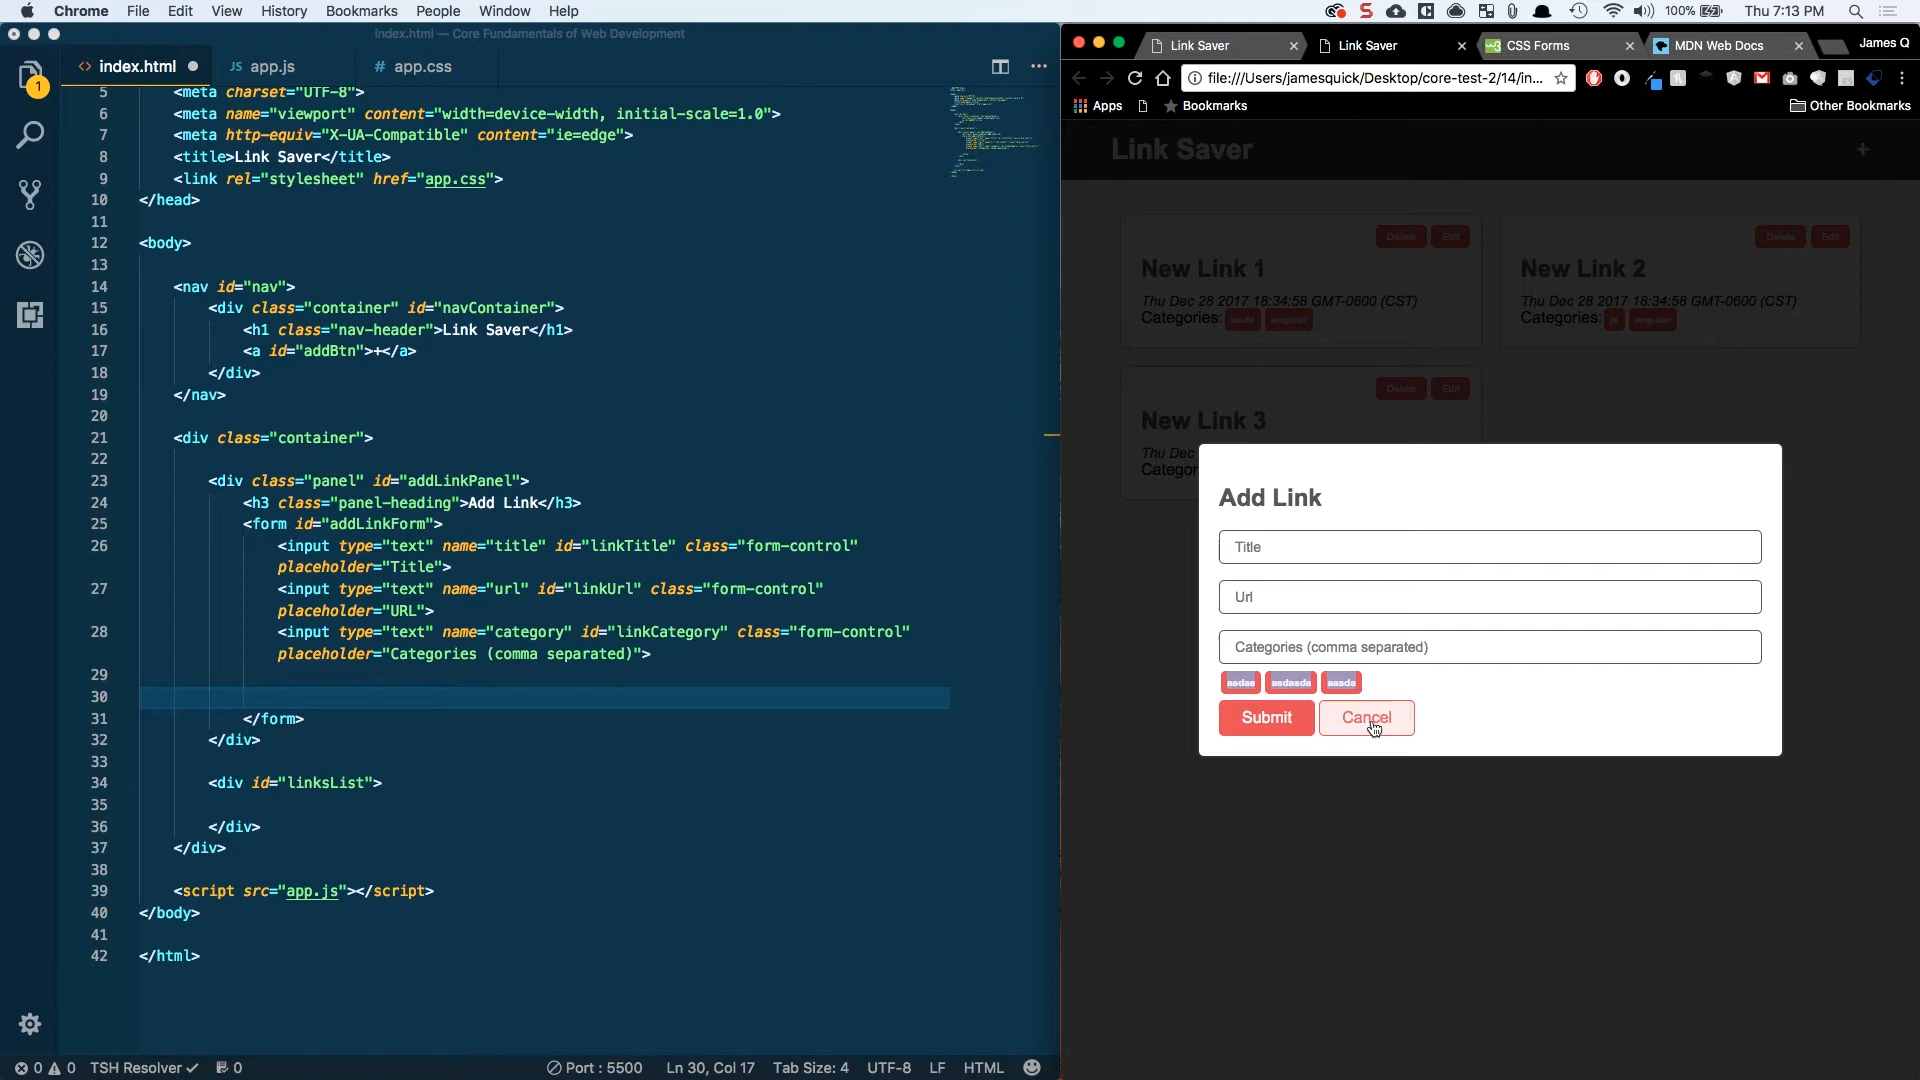 Chrome File Edit View History Bookmarks People Window Help 100% Thu 7:13 PM
index.html — Core Fundamentals of Web Development
index.html JS app.js # app.css
1
5 <meta charset="UTF-8">
6 <meta name="viewport" content="width=device-width, initial-scale=1.0">
7 <meta http-equiv="X-UA-Compatible" content="ie=edge">
8 <title>Link Saver</title>
9 <link rel="stylesheet" href="app.css">
10 </head>
11
12 <body>
13
14 <nav id="nav">
15 <div class="container" id="navContainer">
16 <h1 class="nav-header">Link Saver</h1>
17 <a id="addBtn">+</a>
18 </div>
19 </nav>
20
21 <div class="container">
22
23 <div class="panel" id="addLinkPanel">
24 <h3 class="panel-heading">Add Link</h3>
25 <form id="addLinkForm">
26 <input type="text" name="title" id="linkTitle" class="form-control"
placeholder="Title">
27 <input type="text" name="url" id="linkUrl" class="form-control"
placeholder="URL">
28 <input type="text" name="category" id="linkCategory" class="form-control"
placeholder="Categories (comma separated)">
29
30
31 </form>
32 </div>
33
34 <div id="linksList">
35
36 </div>
37 </div>
38
39 <script src="app.js"></script>
40 </body>
41
42 </html>
0 0 TSH Resolver 0 Port : 5500 Ln 30, Col 17 Tab Size: 4 UTF-8 LF HTML
Link Saver Link Saver CSS Forms MDN Web Docs James Q
file:///Users/jamesquick/Desktop/core-test-2/14/in...
Apps Bookmarks Other Bookmarks
Link Saver +
Delete Edit
New Link 1
Thu Dec 28 2017 18:34:58 GMT-0600 (CST)
Categories: node angular
Delete Edit
New Link 2
Thu Dec 28 2017 18:34:58 GMT-0600 (CST)
Categories: js angular
Delete Edit
New Link 3
Thu Dec
Categor
Add Link
Title
Url
Categories (comma separated)
asdas asdasda aasda
Submit Cancel